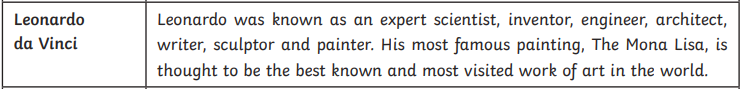 Leonardo
da Vinci
Leonardo was known as an expert scientist, inventor, engineer, architect,
writer, sculptor and painter. His most famous painting, The Mona Lisa, is
thought to be the best known and most visited work of art in the world.